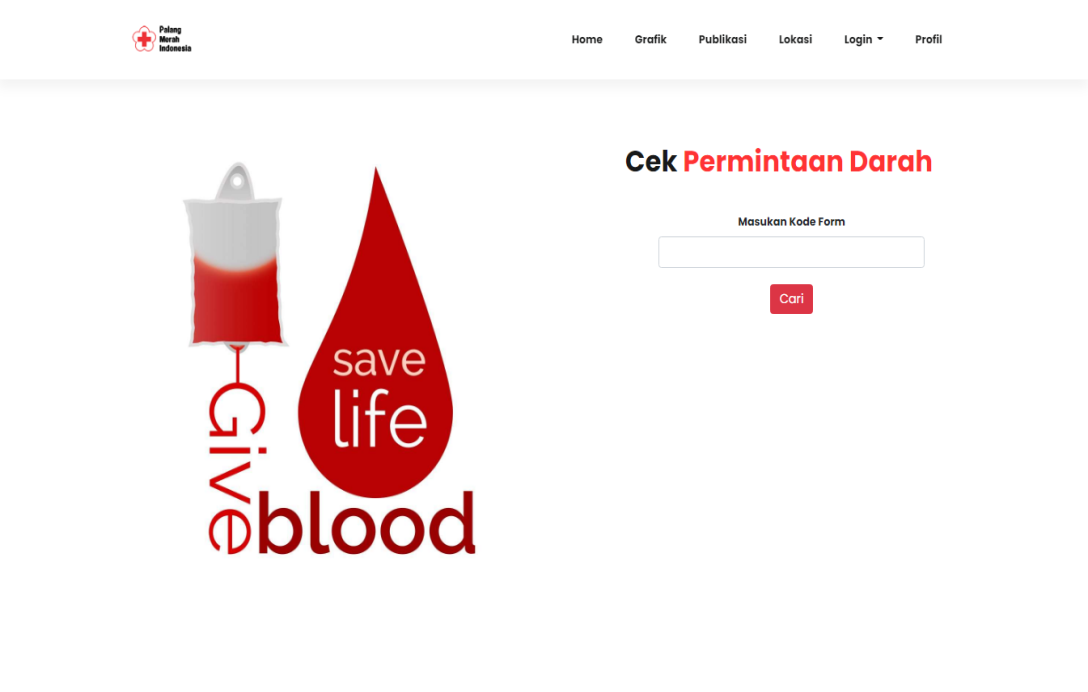 Palang
Merah
Indonesia
Home
Grafik
Publikasi
Lokasi
Login
Profil
Cek Permintaan Darah
Masukan Kode Form
Cari
save
life
Give
blood